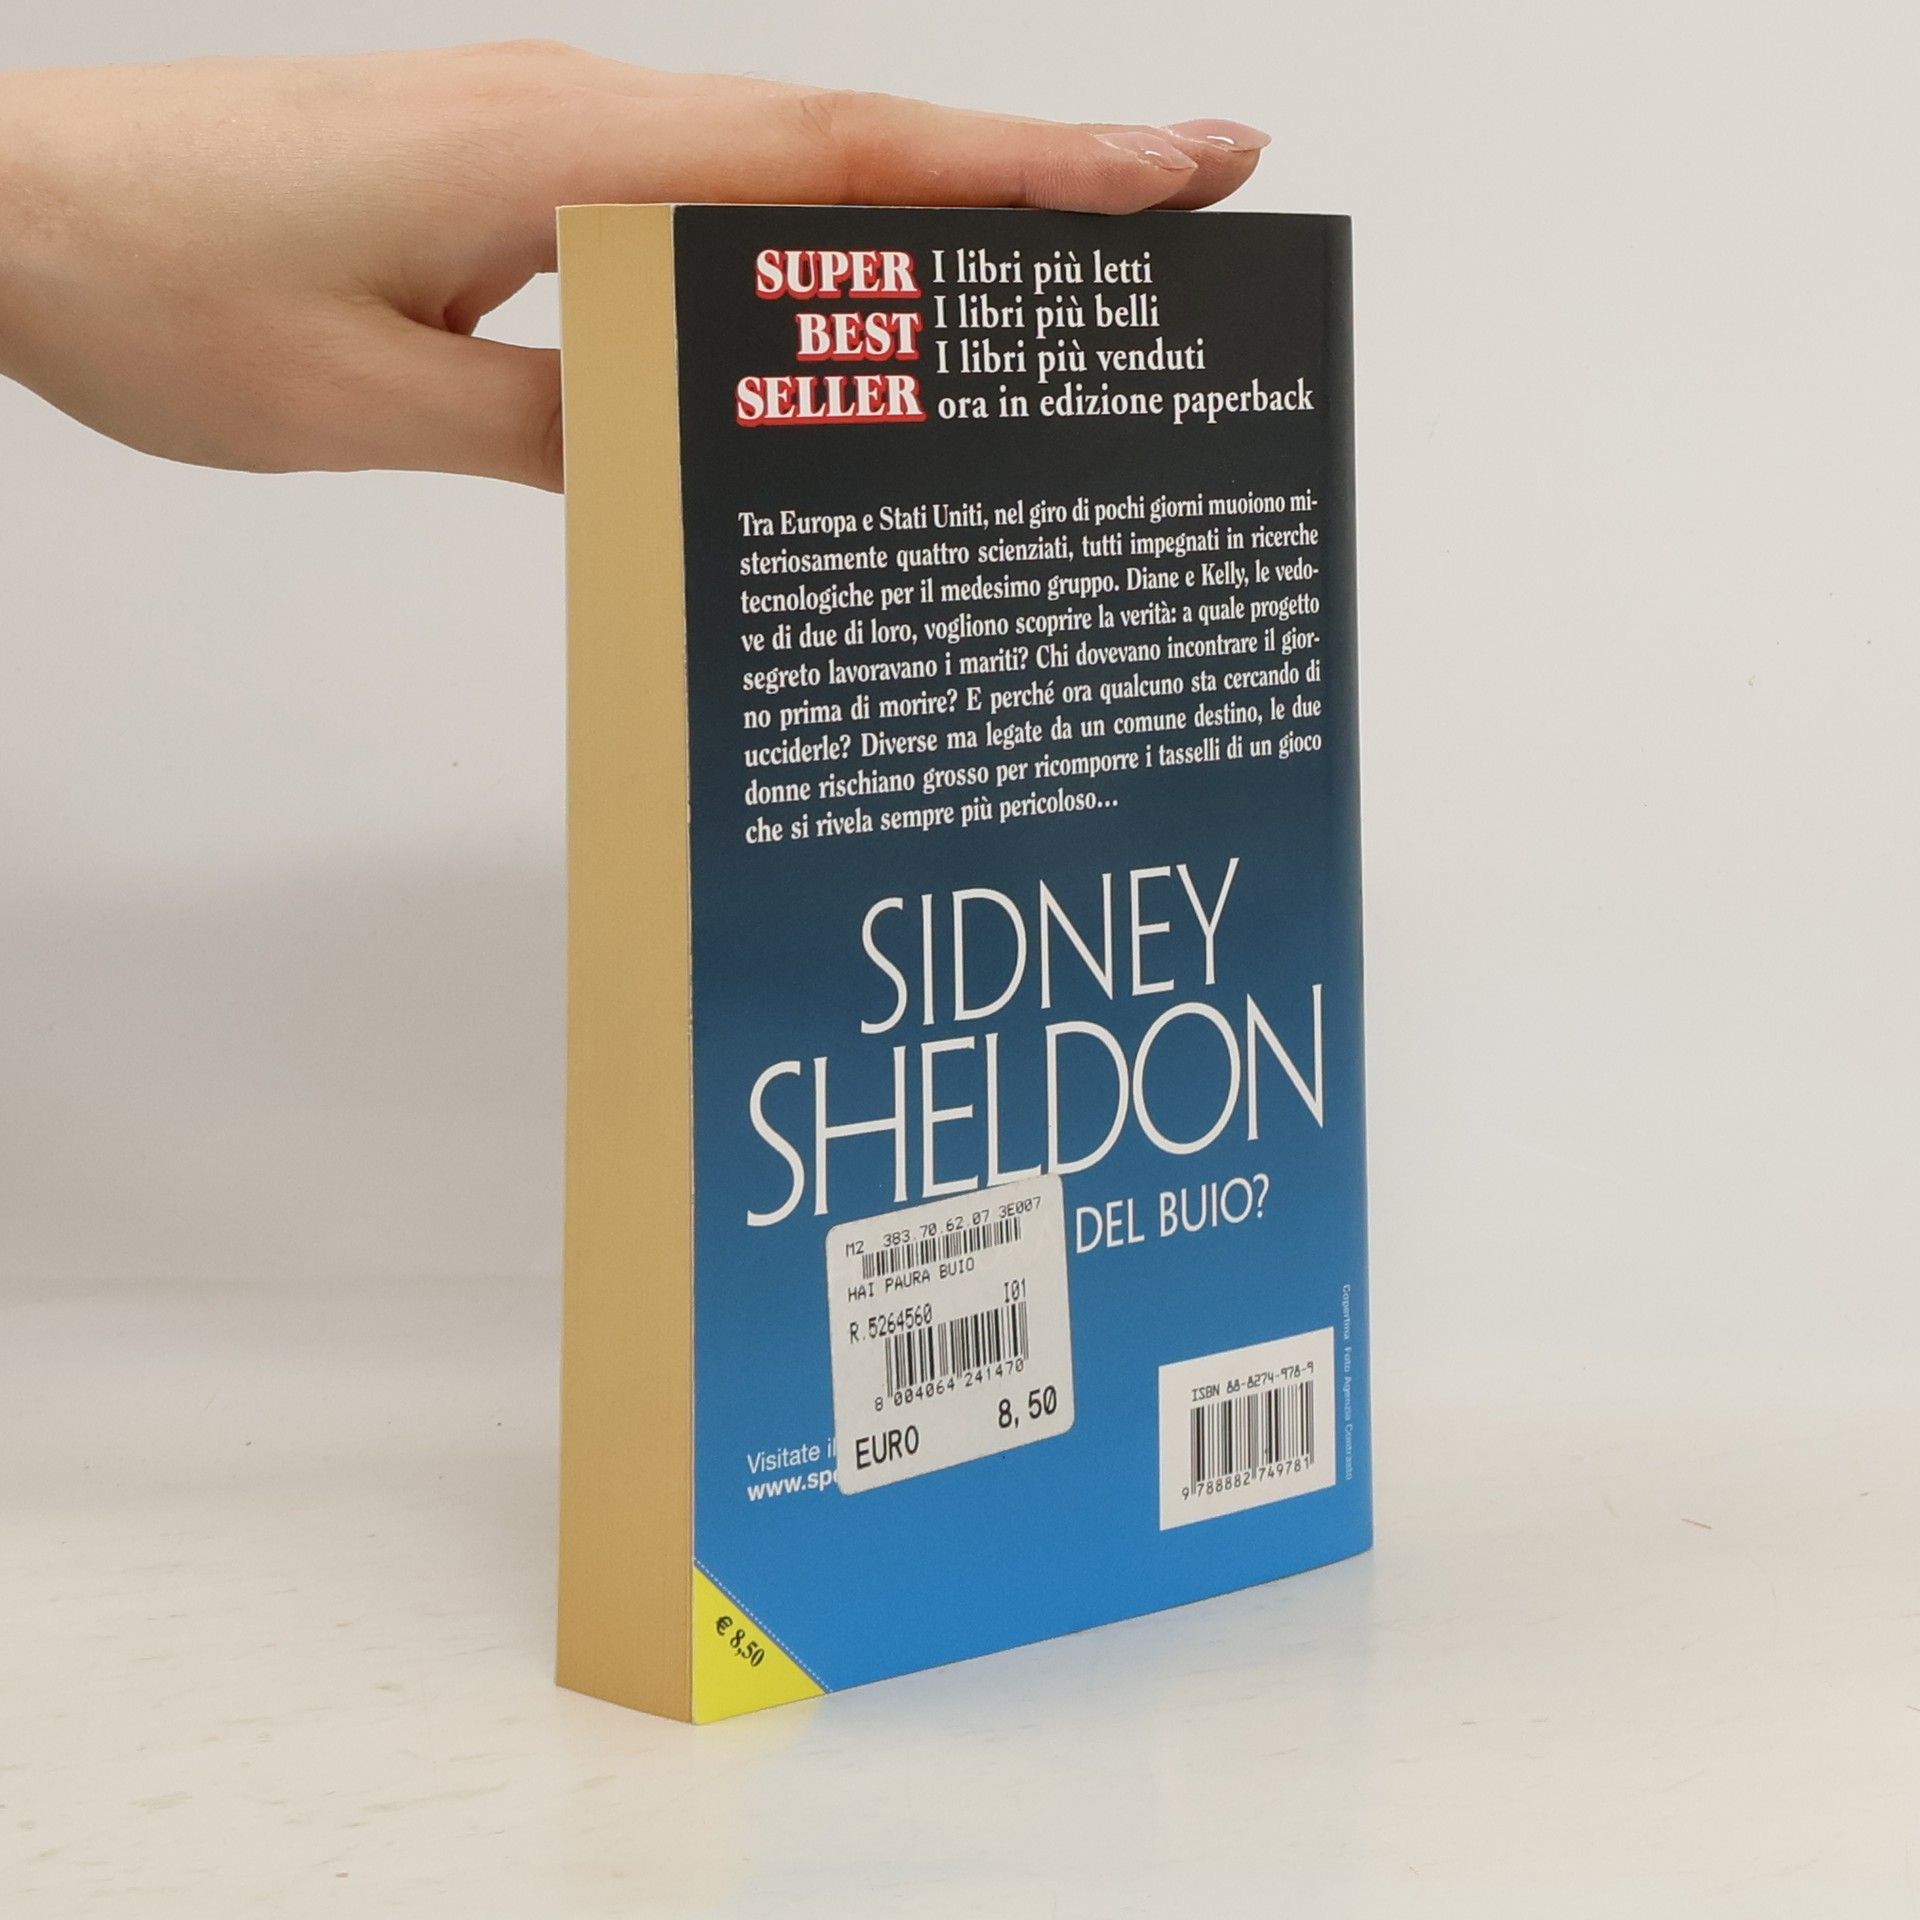 SUPER
BEST
SELLER
I libri più letti
I libri più belli
I libri più venduti
ora in edizione paperback
Tra Europa e Stati Uniti, nel giro di pochi giorni muoiono mi-
steriosamente quattro scienziati, tutti impegnati in ricerche
tecnologiche per il medesimo gruppo. Diane e Kelly, le vedo-
ve di due di loro, vogliono scoprire la verità: a quale progetto
segreto lavoravano i mariti? Chi dovevano incontrare il gior-
no prima di morire? E perché ora qualcuno sta cercando di
ucciderle? Diverse ma legate da un comune destino, le due
donne rischiano grosso per ricomporre i tasselli di un gioco
che si rivela sempre più pericoloso...
SIDNEY
SHELDON
DEL BUIO?
M2 383.70.62.07 3E007
HAI PAURA BUIO
I01
R.5264560
8 004064 241470
EURO 8,50
Visitate il
www.spe
ISBN 88-8274-978-9
9 788882 749781
Copertina Foto Agenzia Contrasto
€ 8,50